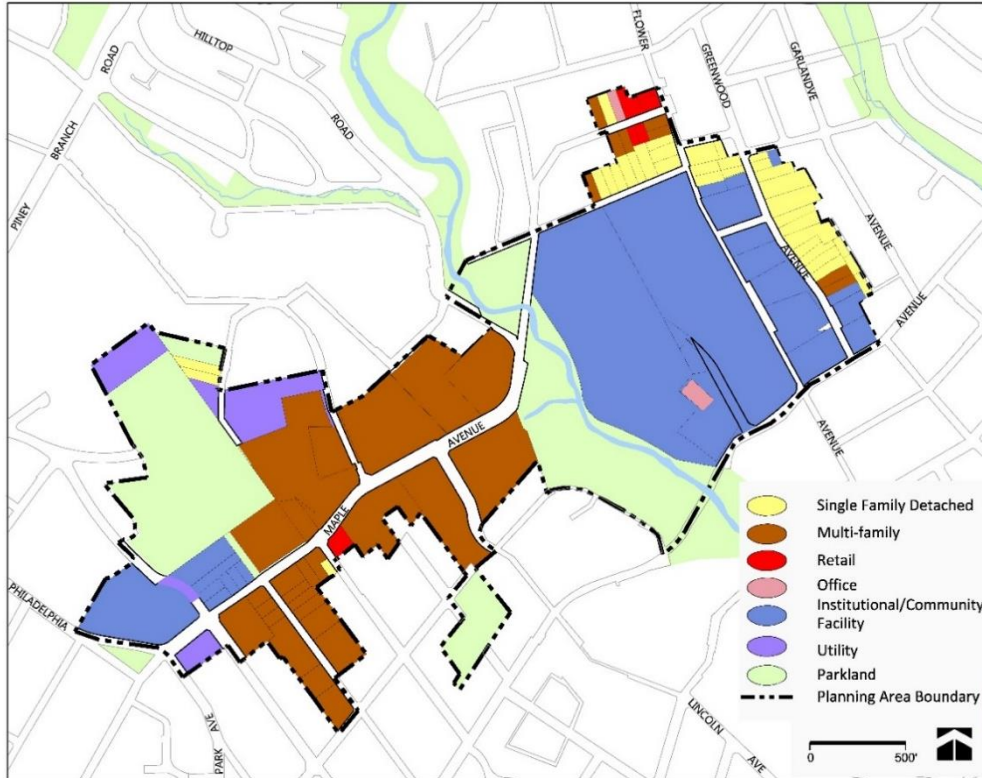 HILLTOP
ROAD
ROAD
BRANCH
PINEY
FLOWER
GREENWOOD
GARLANDVE
AVENUE
AVENUE
AVENUE
AVENUE
AVENUE
MAPLE
PHILADELPHIA
PARK
AVE
LINCOLN
AVE
Single Family Detached
Multi-family
Retail
Office
Institutional/Community
Facility
Utility
Parkland
Planning Area Boundary
0
500'